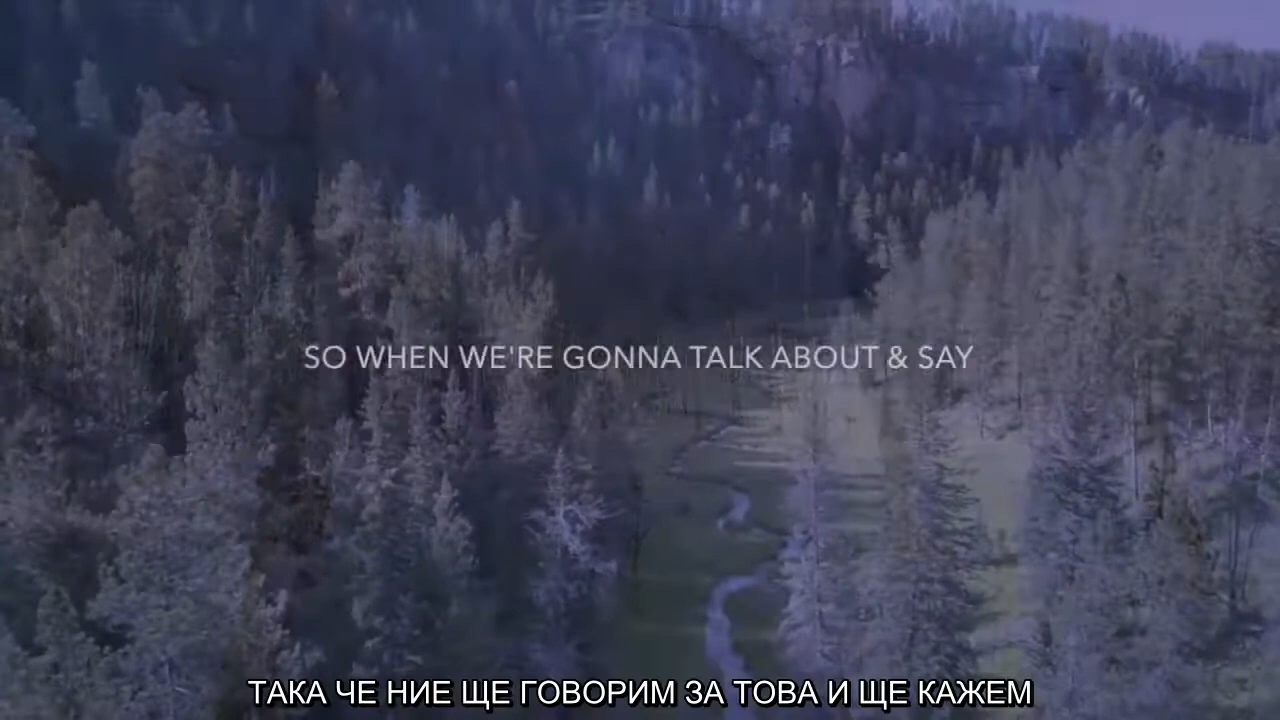 SO WHEN WE'RE GONNA TALK ABOUT & SAY
ТАКА ЧЕ НИЕ ЩЕ ГОВОРИМ ЗА ТОВА И ЩЕ КАЖЕМ